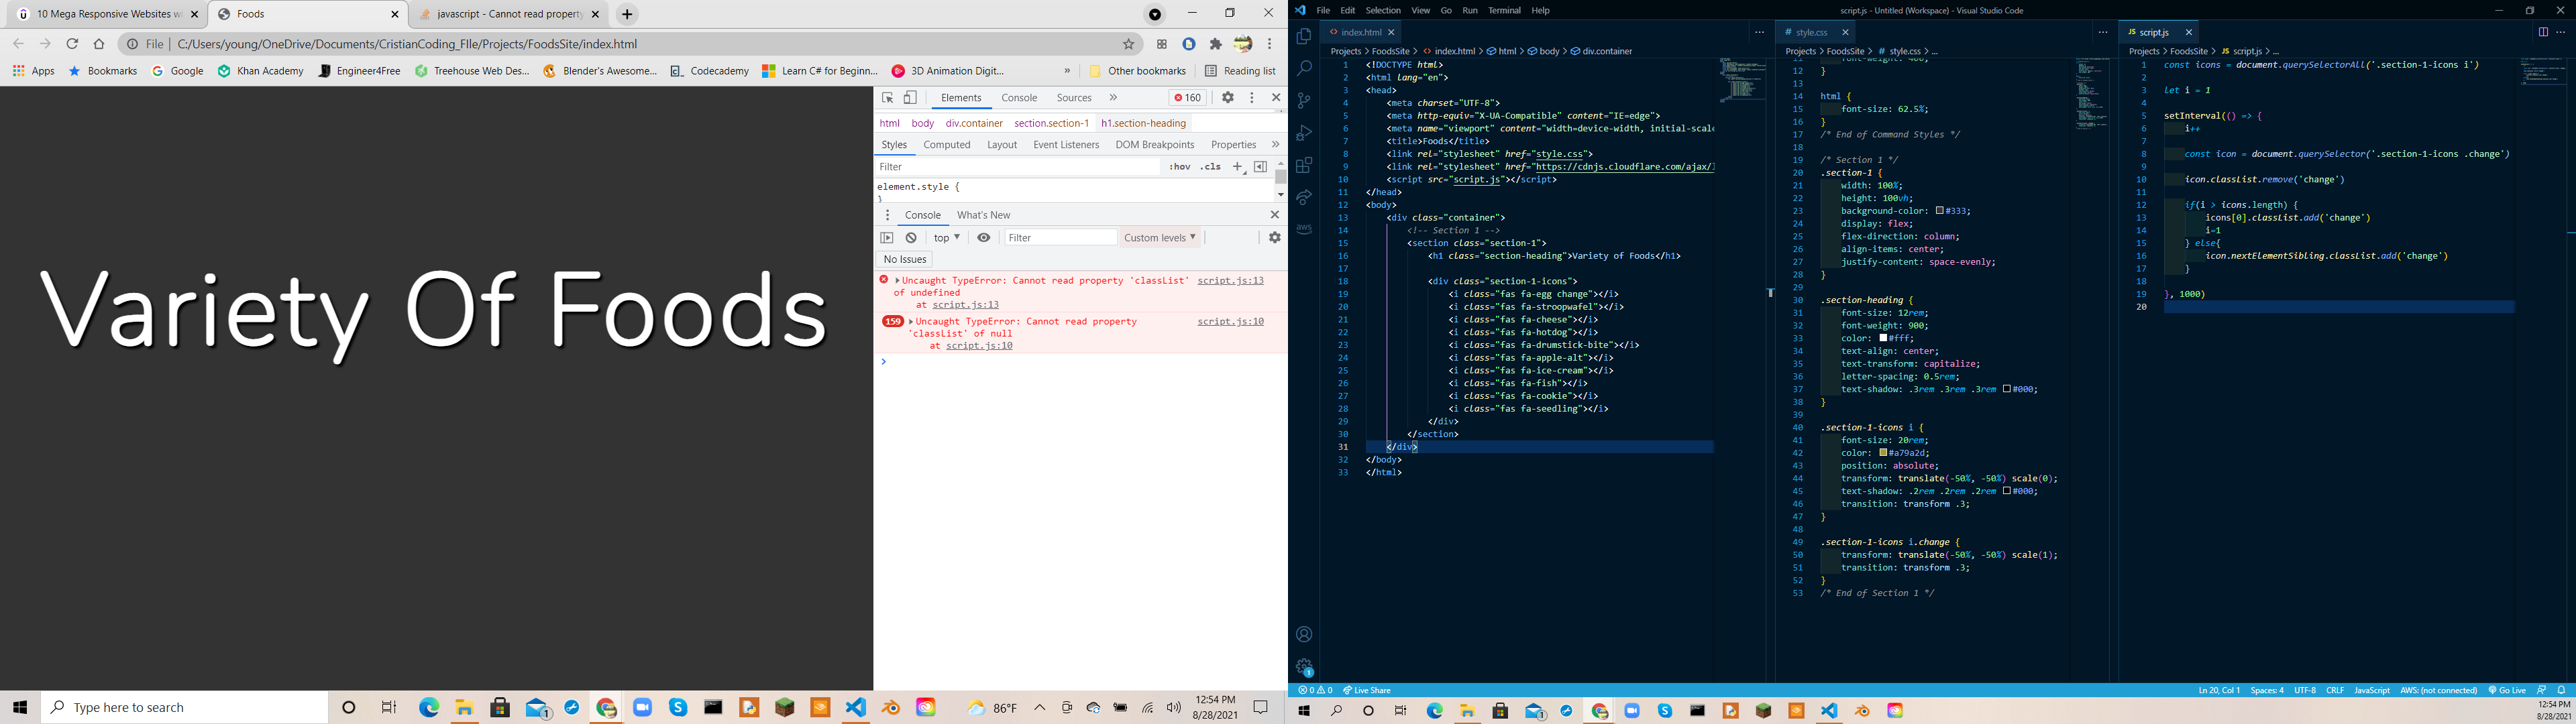 10 Mega Responsive Websites w
Foods
javascript - Cannot read property
File | C:/Users/young/OneDrive/Documents/CristianCoding_FIle/Projects/FoodsSite/index.html
Apps
Bookmarks
Google
Khan Academy
Engineer4Free
Treehouse Web Des...
Blender's Awesome...
Codecademy
Learn C# for Beginn...
3D Animation Digit...
»
Other bookmarks
Reading list
Variety Of Foods
Elements
Console
Sources
»
160
html body div.container section.section-1 h1.section-heading
Styles Computed Layout Event Listeners DOM Breakpoints Properties »
Filter
:hov .cls +
element.style {
}
Console What's New
top
Filter
Custom levels
No Issues
Uncaught TypeError: Cannot read property 'classList' script.js:13
of undefined
at script.js:13
159 Uncaught TypeError: Cannot read property script.js:10
'classList' of null
at script.js:10
>
Type here to search
1
86°F
12:54 PM
8/28/2021
File Edit Selection View Go Run Terminal Help
script.js - Untitled (Workspace) - Visual Studio Code
index.html
Projects > FoodsSite > index.html > html > body > div.container
1 <!DOCTYPE html>
2 <html lang="en">
3 <head>
4 <meta charset="UTF-8">
5 <meta http-equiv="X-UA-Compatible" content="IE=edge">
6 <meta name="viewport" content="width=device-width, initial-scale
7 <title>Foods</title>
8 <link rel="stylesheet" href="style.css">
9 <link rel="stylesheet" href="https://cdnjs.cloudflare.com/ajax/l
10 <script src="script.js"></script>
11 </head>
12 <body>
13 <div class="container">
14 <!-- Section 1 -->
15 <section class="section-1">
16 <h1 class="section-heading">Variety of Foods</h1>
17
18 <div class="section-1-icons">
19 <i class="fas fa-egg change"></i>
20 <i class="fas fa-stroopwafel"></i>
21 <i class="fas fa-cheese"></i>
22 <i class="fas fa-hotdog"></i>
23 <i class="fas fa-drumstick-bite"></i>
24 <i class="fas fa-apple-alt"></i>
25 <i class="fas fa-ice-cream"></i>
26 <i class="fas fa-fish"></i>
27 <i class="fas fa-cookie"></i>
28 <i class="fas fa-seedling"></i>
29 </div>
30 </section>
31 </div>
32 </body>
33 </html>
style.css
Projects > FoodsSite > # style.css > ...
11 font-weight: 400;
12 }
13
14 html {
15 font-size: 62.5%;
16 }
17 /* End of Command Styles */
18
19 /* Section 1 */
20 .section-1 {
21 width: 100%;
22 height: 100vh;
23 background-color: #333;
24 display: flex;
25 flex-direction: column;
26 align-items: center;
27 justify-content: space-evenly;
28 }
29
30 .section-heading {
31 font-size: 12rem;
32 font-weight: 900;
33 color: #fff;
34 text-align: center;
35 text-transform: capitalize;
36 letter-spacing: 0.5rem;
37 text-shadow: .3rem .3rem .3rem #000;
38 }
39
40 .section-1-icons i {
41 font-size: 20rem;
42 color: #a79a2d;
43 position: absolute;
44 transform: translate(-50%, -50%) scale(0);
45 text-shadow: .2rem .2rem .2rem #000;
46 transition: transform .3;
47 }
48
49 .section-1-icons i.change {
50 transform: translate(-50%, -50%) scale(1);
51 transition: transform .3;
52 }
53 /* End of Section 1 */
JS script.js
Projects > FoodsSite > JS script.js > ...
1 const icons = document.querySelectorAll('.section-1-icons i')
2
3 let i = 1
4
5 setInterval(() => {
6 i++
7
8 const icon = document.querySelector('.section-1-icons .change')
9
10 icon.classList.remove('change')
11
12 if(i > icons.length) {
13 icons[0].classList.add('change')
14 i=1
15 } else{
16 icon.nextElementSibling.classList.add('change')
17 }
18
19 }, 1000)
20
aws
1
0 0 Live Share
Ln 20, Col 1 Spaces: 4 UTF-8 CRLF JavaScript AWS: (not connected) Go Live
12:54 PM
8/28/2021